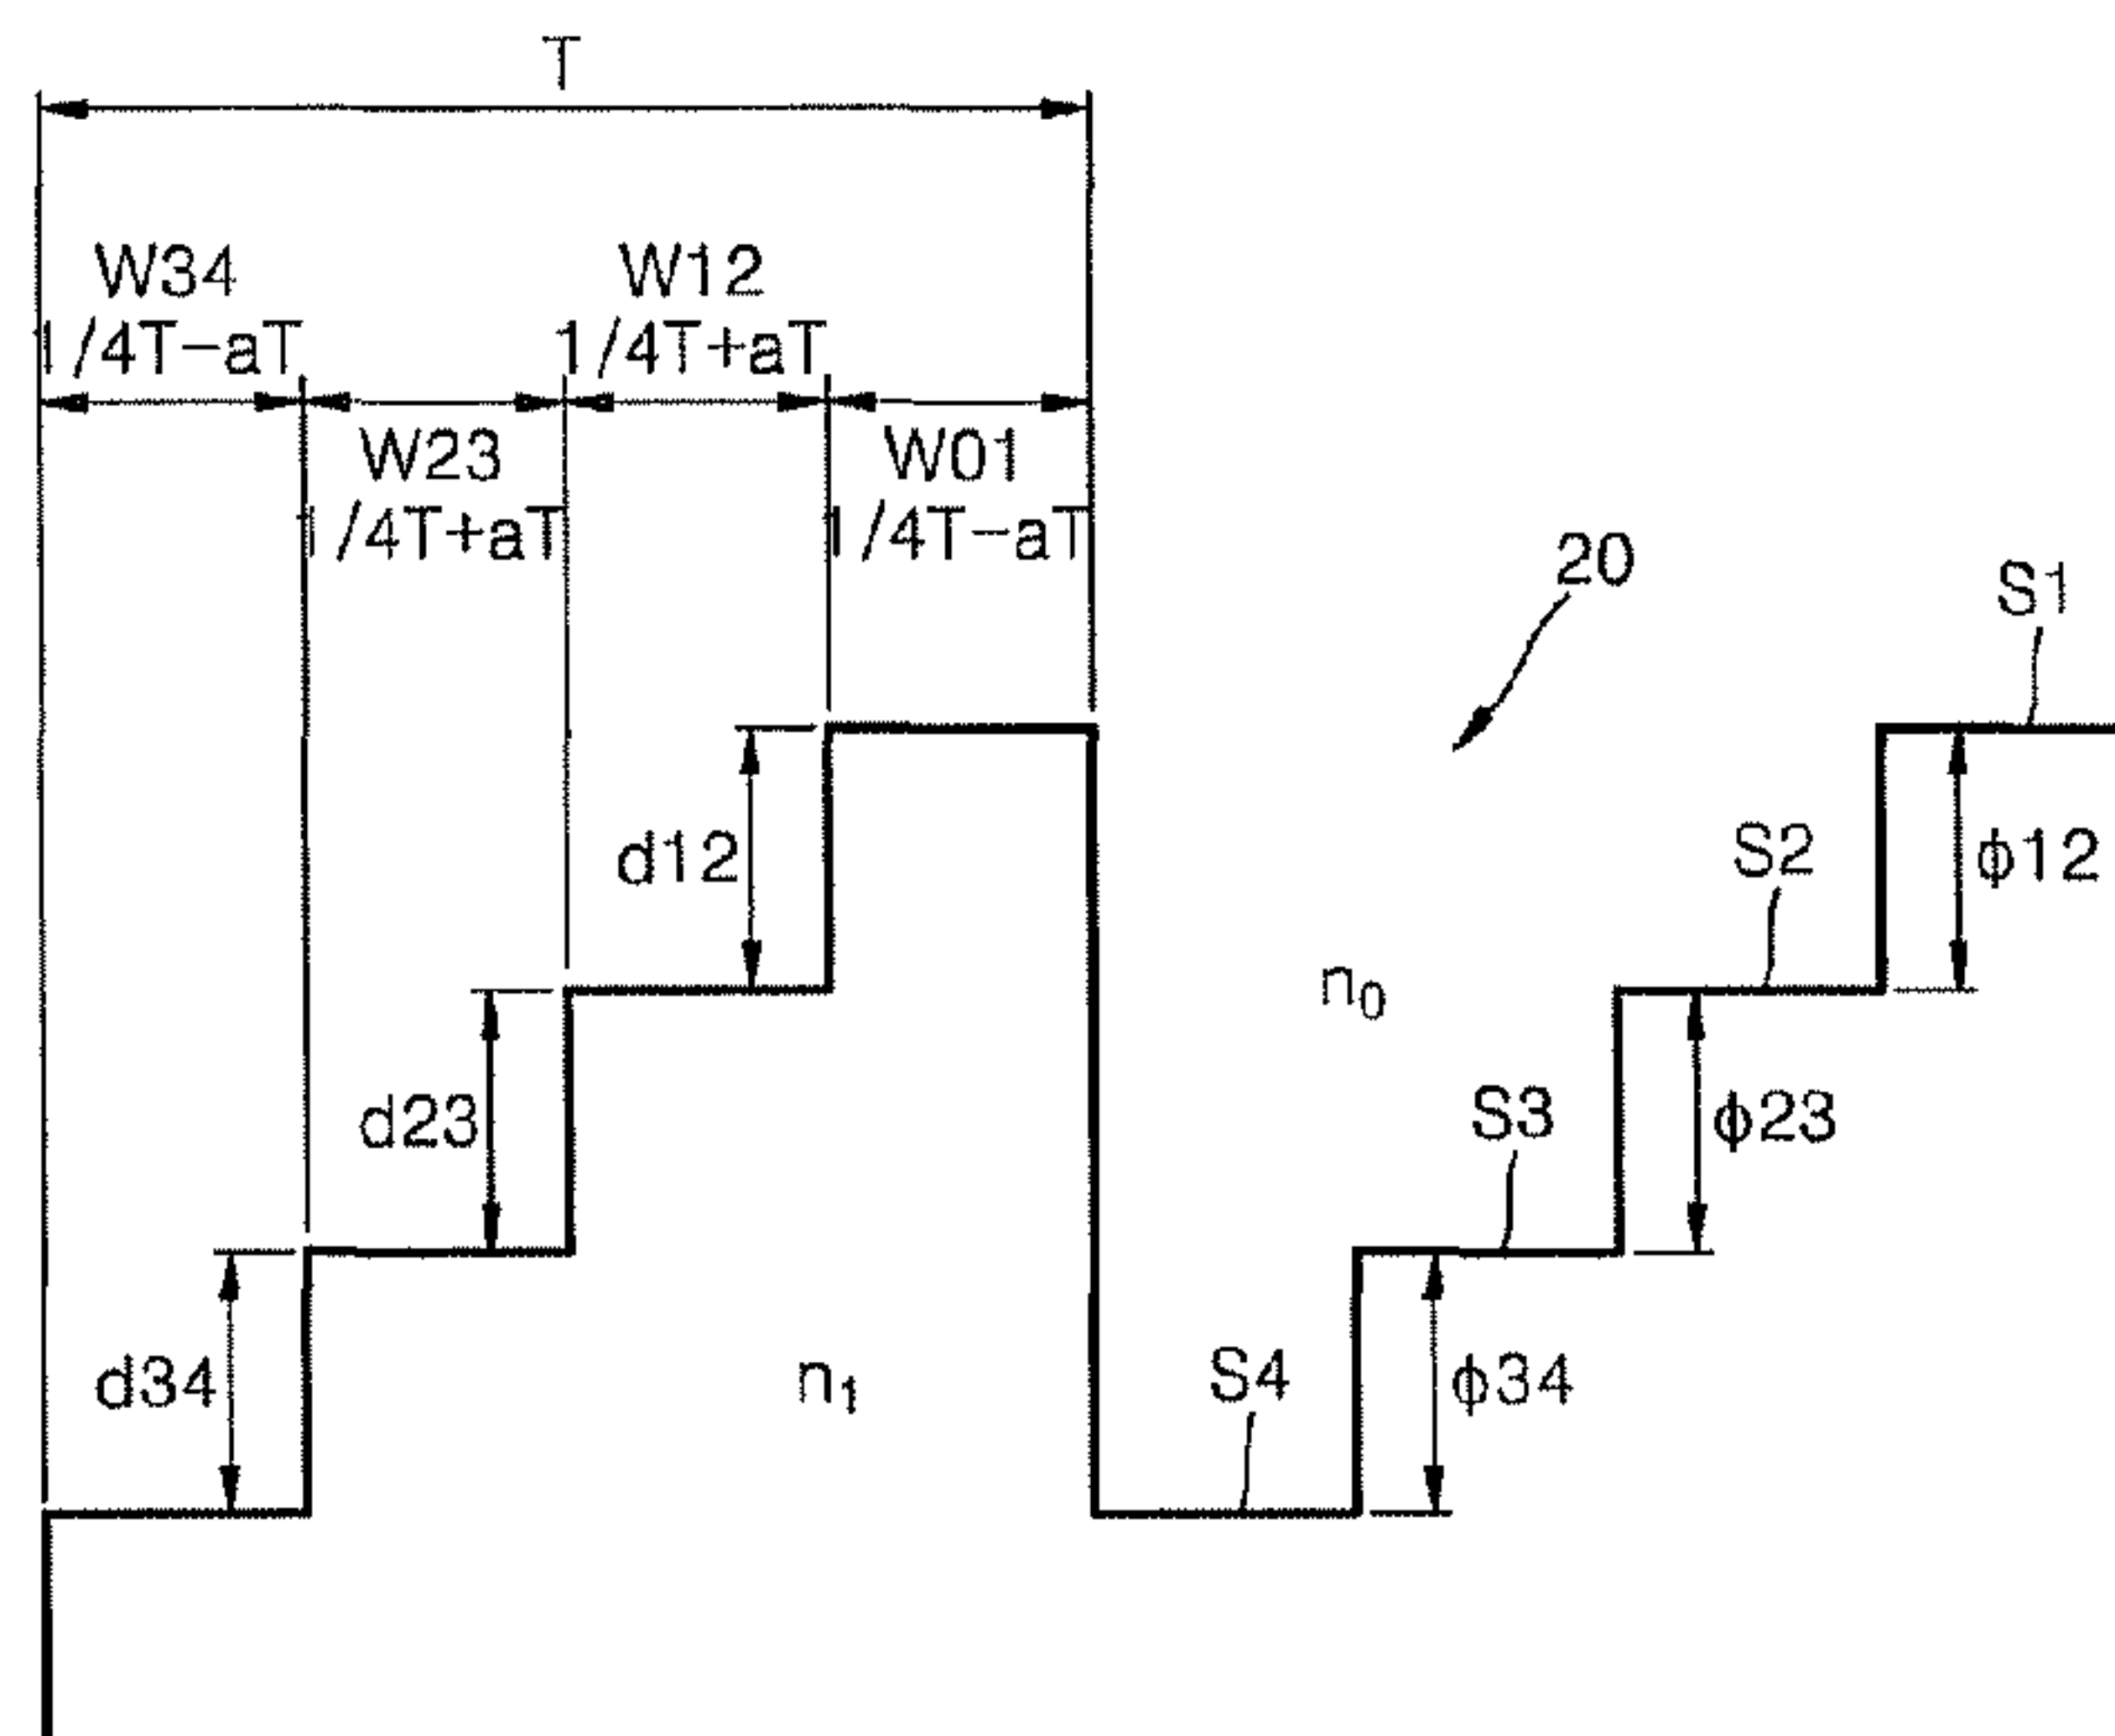 T
W34
1/4T-aT
W12
1/4T+aT
W23
1/4T+aT
W01
1/4T-aT
20
S1
d12
S2
ϕ12
n₀
d23
S3
ϕ23
d34
n₁
S4
ϕ34